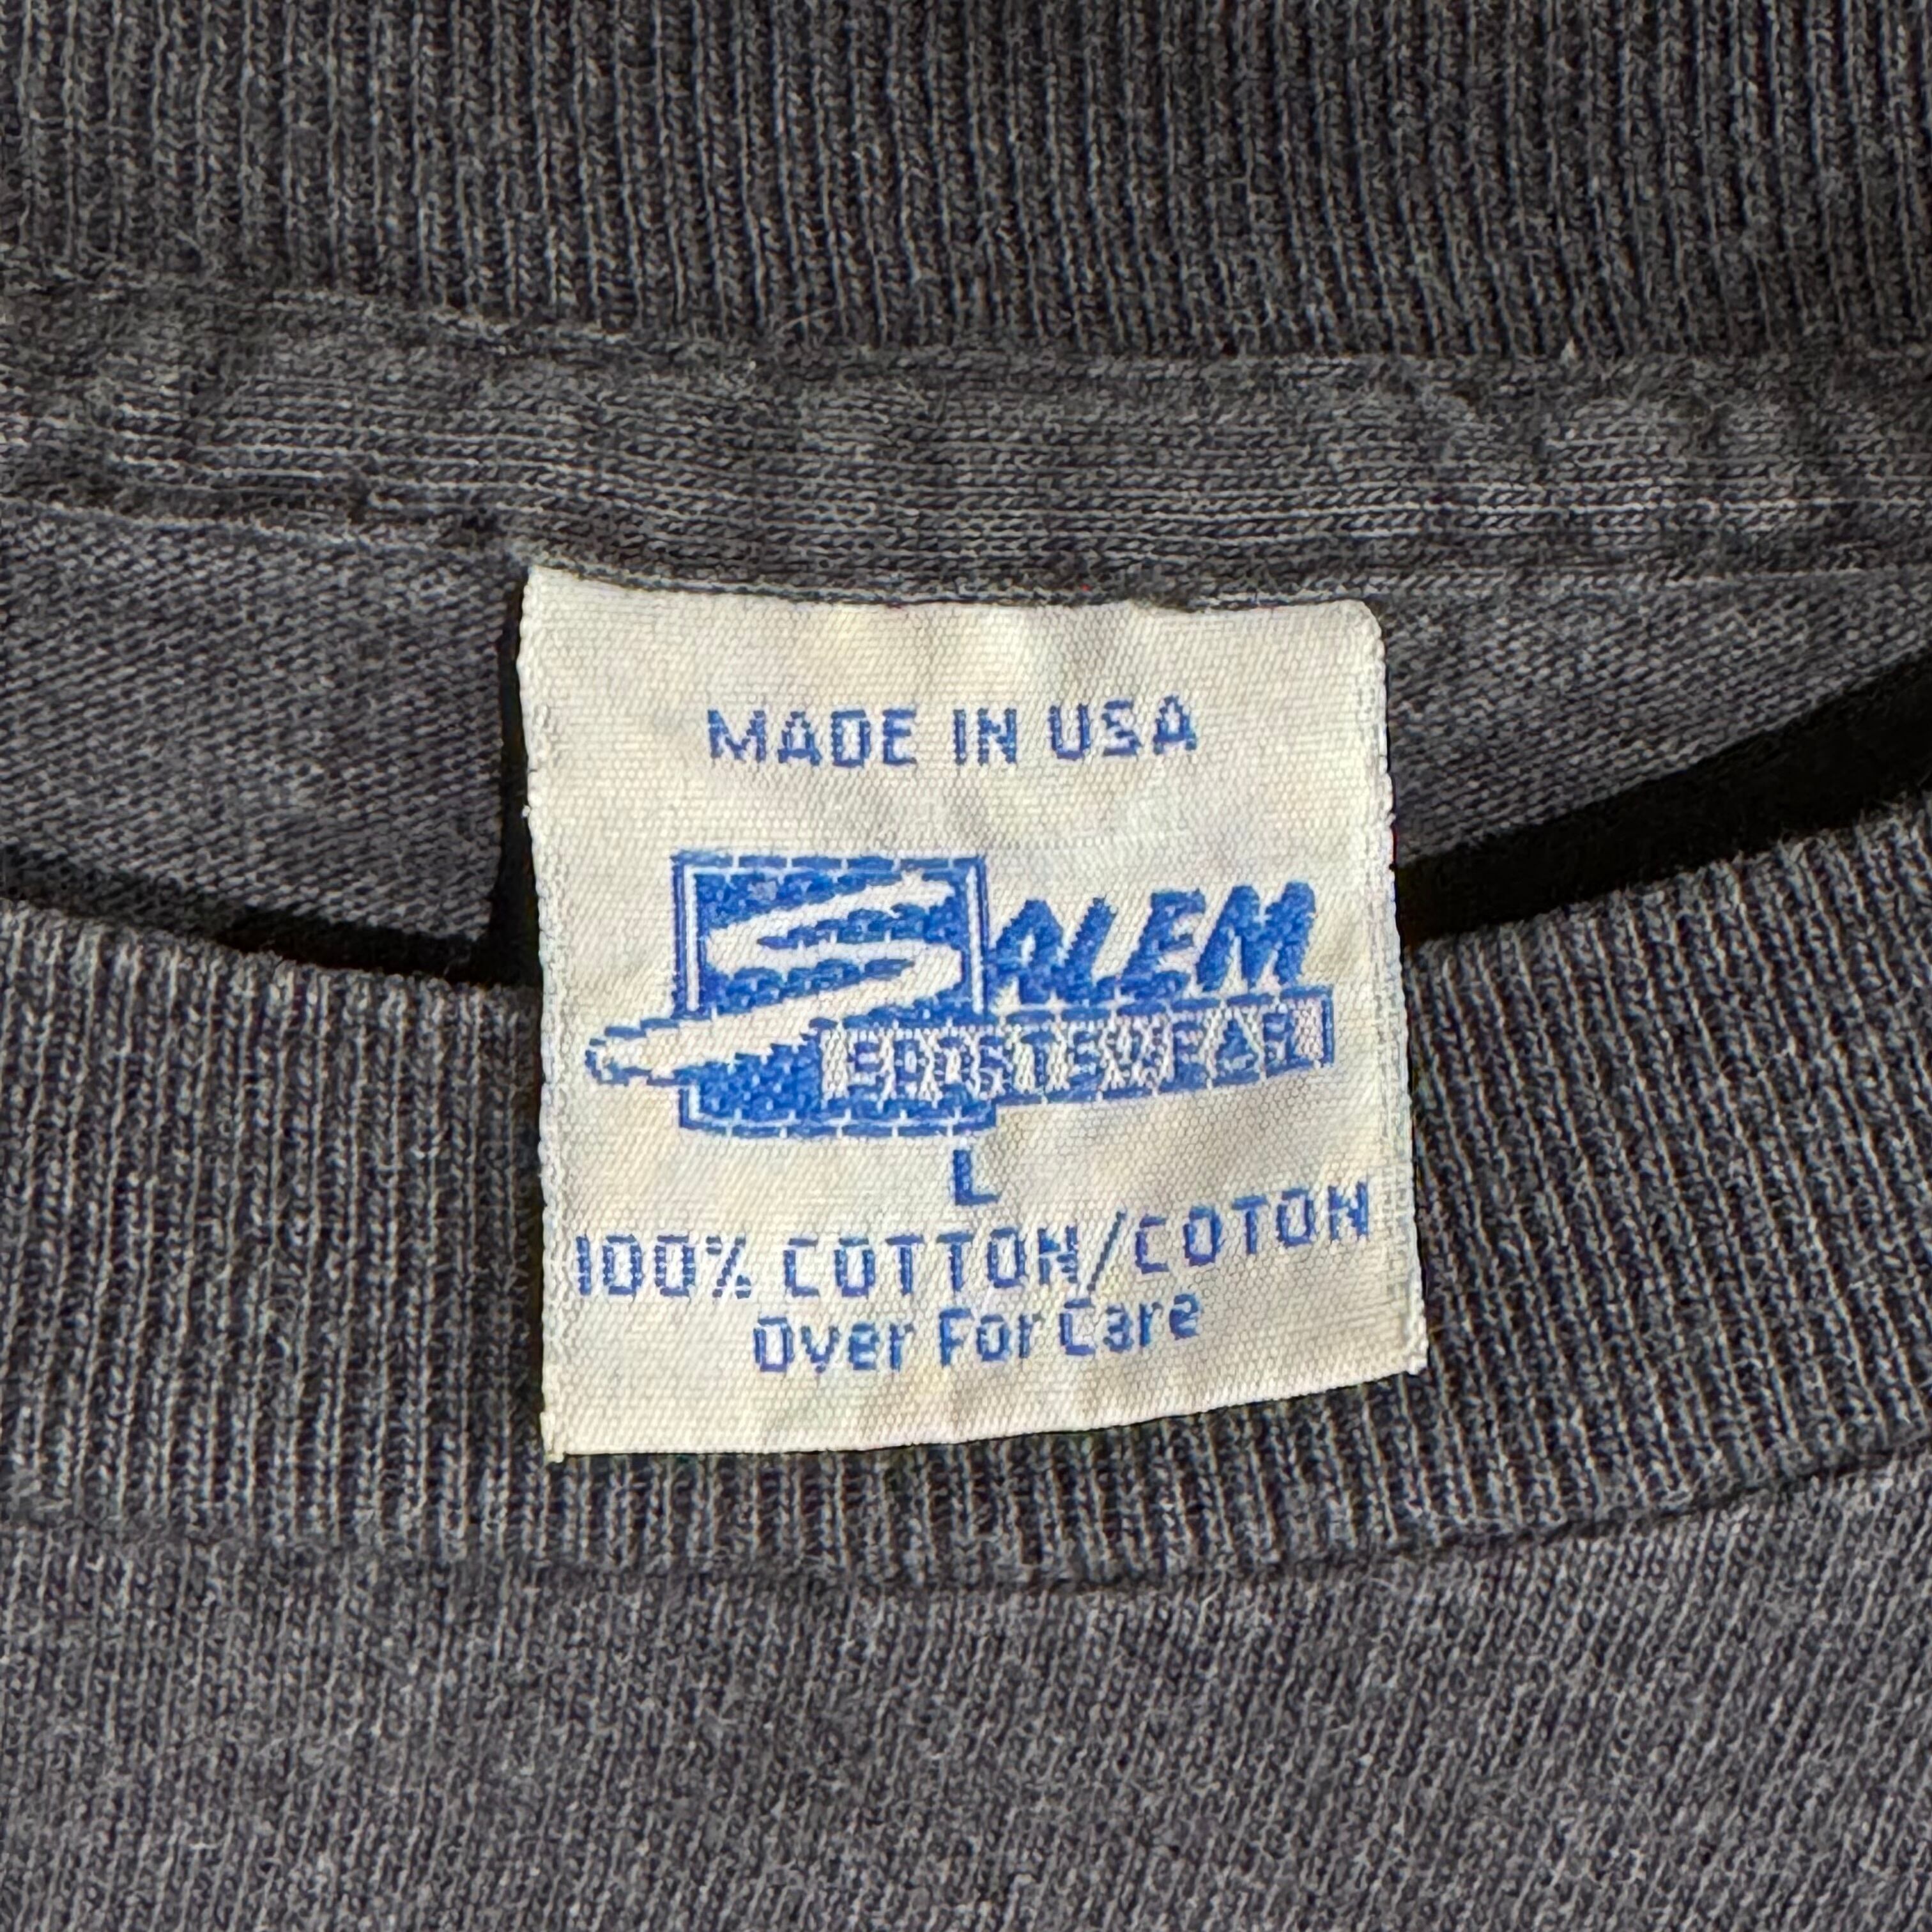 MADE IN USA
SALEM
SPORTSWEAR
L
100% COTTON/COTON
Over For Care